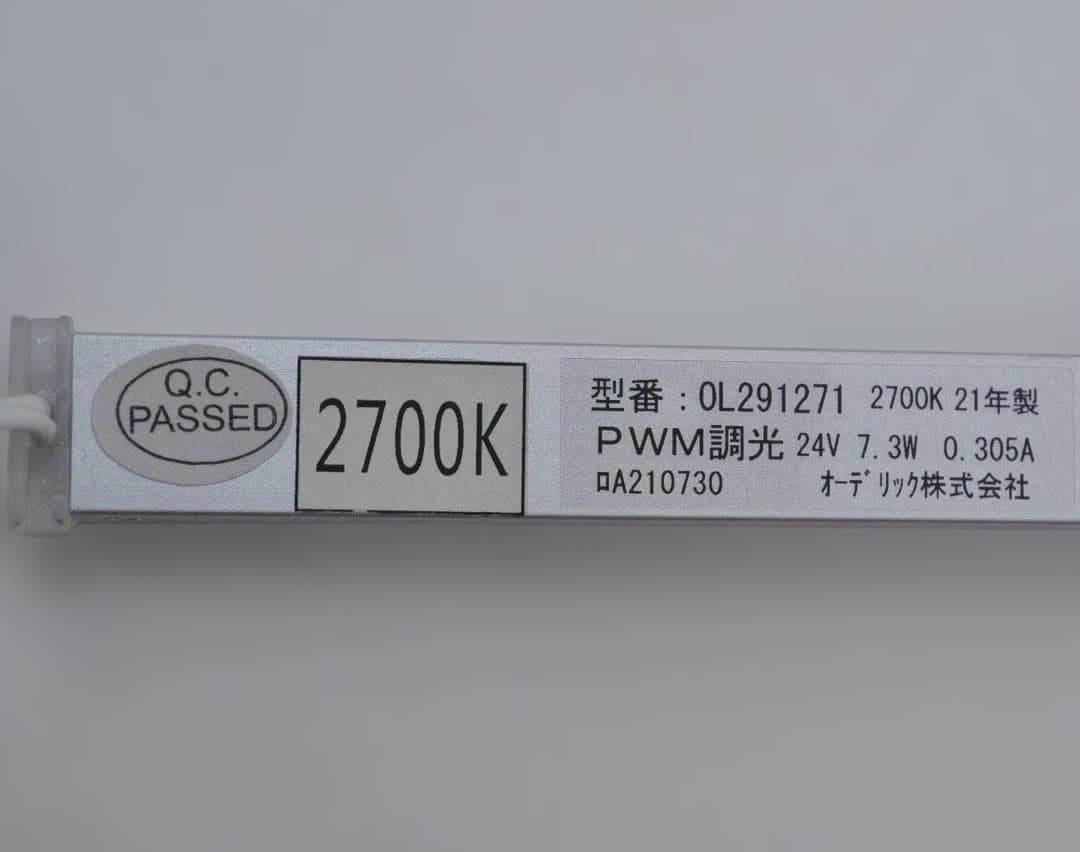 Q.C.
PASSED
2700K
型番：OL291271 2700K 21年製
PWM調光 24V 7.3W 0.305A
ﾛA210730 ｵｰﾃﾞﾘｯｸ株式会社